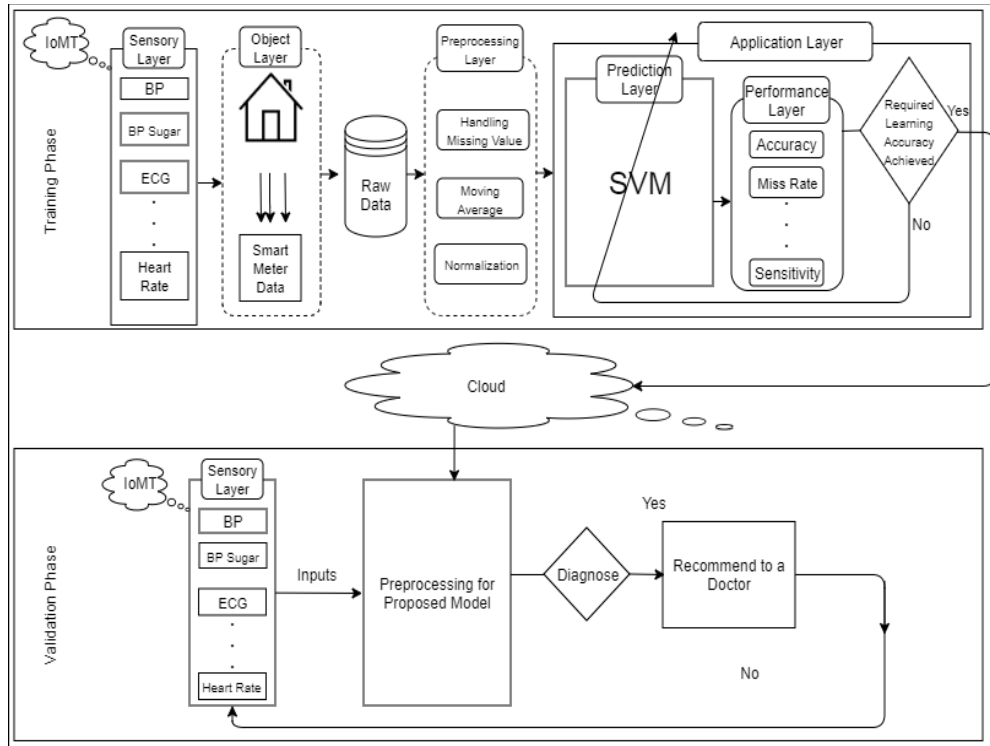 Training Phase
IoMT
Sensory
Layer
BP
BP Sugar
ECG
.
.
.
Heart
Rate
Object
Layer
Smart
Meter
Data
Raw
Data
Preprocessing
Layer
Handling
Missing Value
Moving
Average
Normalization
Application Layer
Prediction
Layer
SVM
Performance
Layer
Accuracy
Miss Rate
.
.
.
Sensitivity
Required
Learning
Accuracy
Achieved
Yes
No
Cloud
Validation Phase
IoMT
Sensory
Layer
BP
BP Sugar
ECG
.
.
.
Heart Rate
Inputs
Preprocessing for
Proposed Model
Diagnose
Yes
Recommend to a
Doctor
No